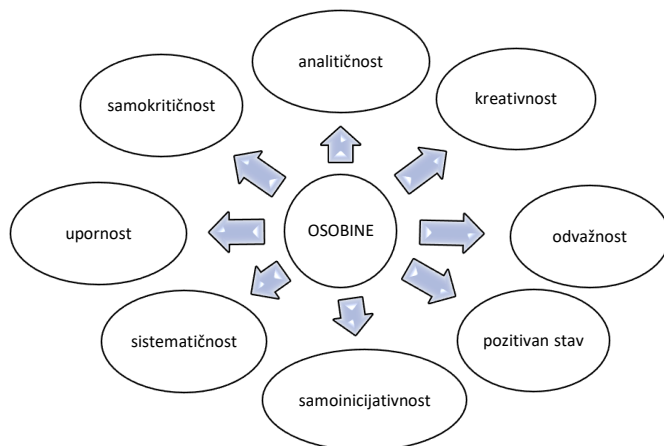 analitičnost
samokritičnost
kreativnost
upornost
OSOBINE
odvažnost
sistematičnost
pozitivan stav
samoinicijativnost